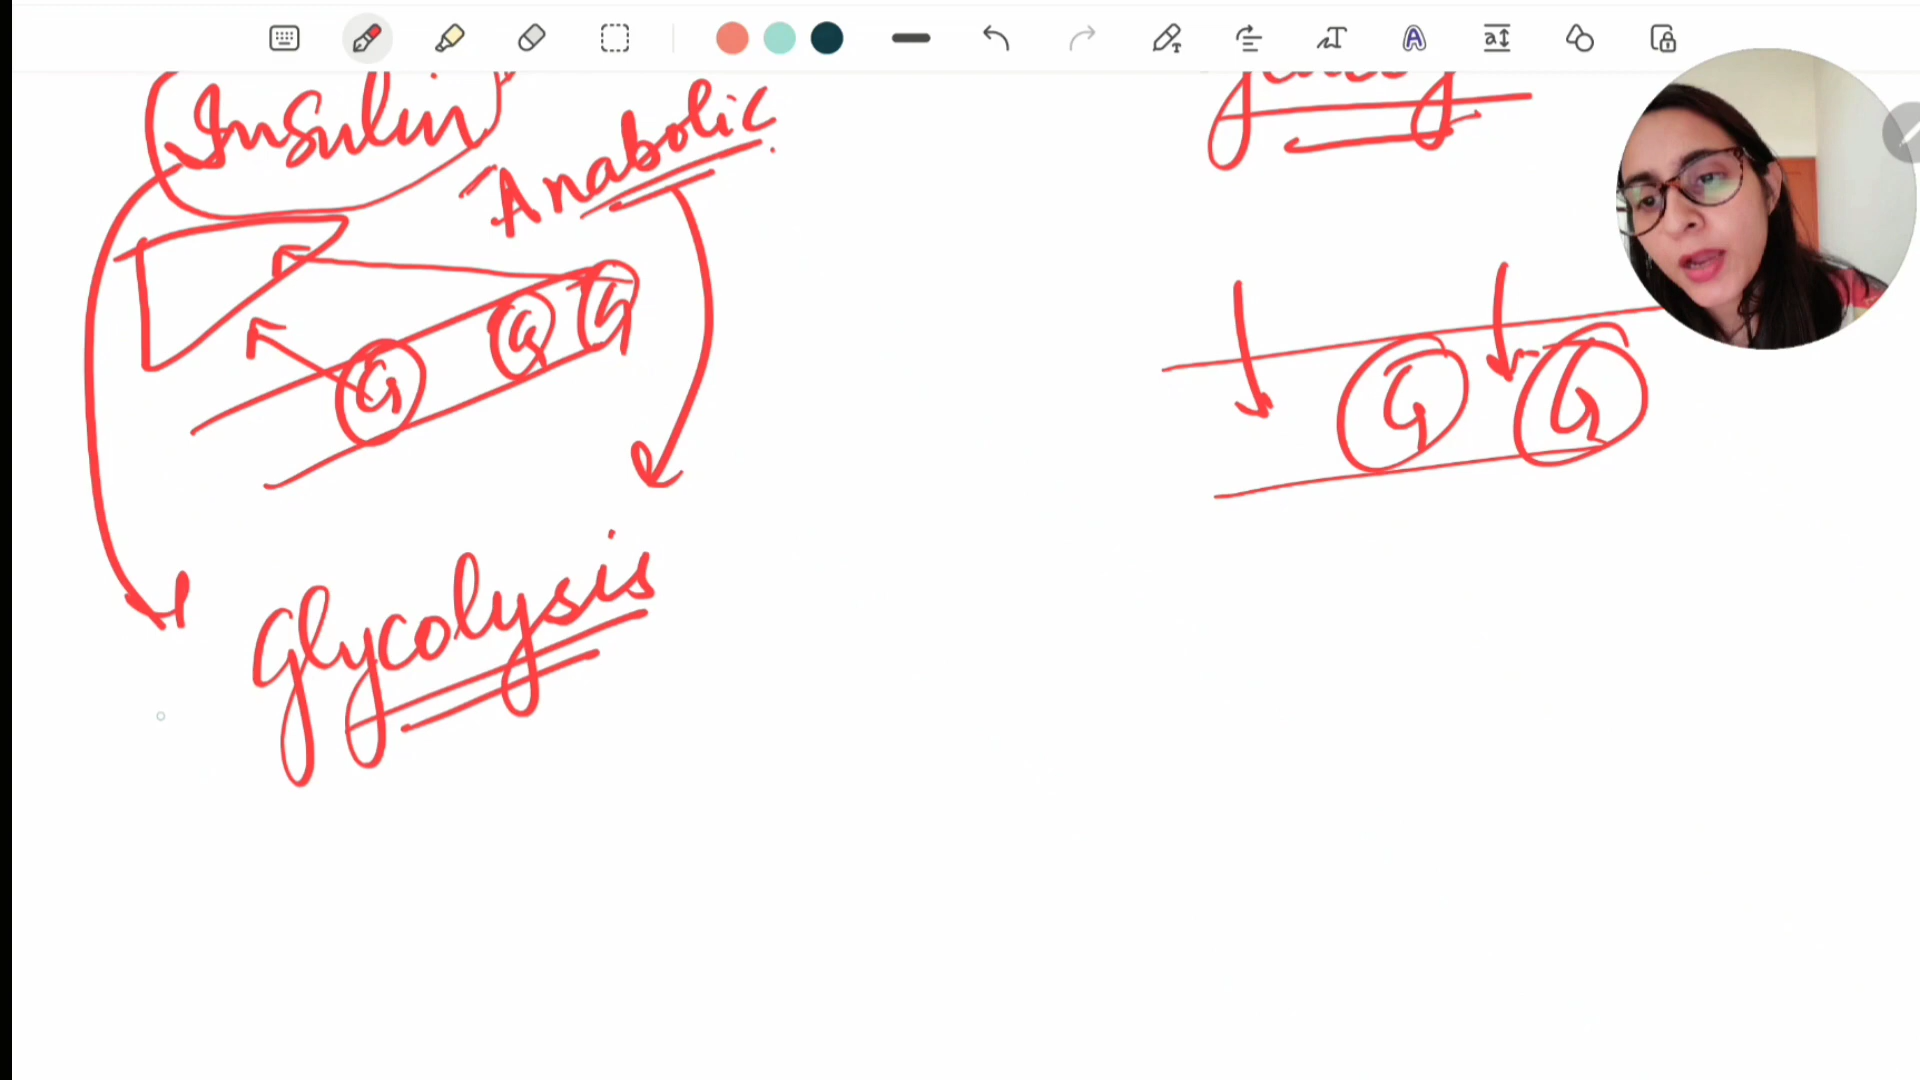 Insulin
Anabolic
G G G
G G
Glycolysis